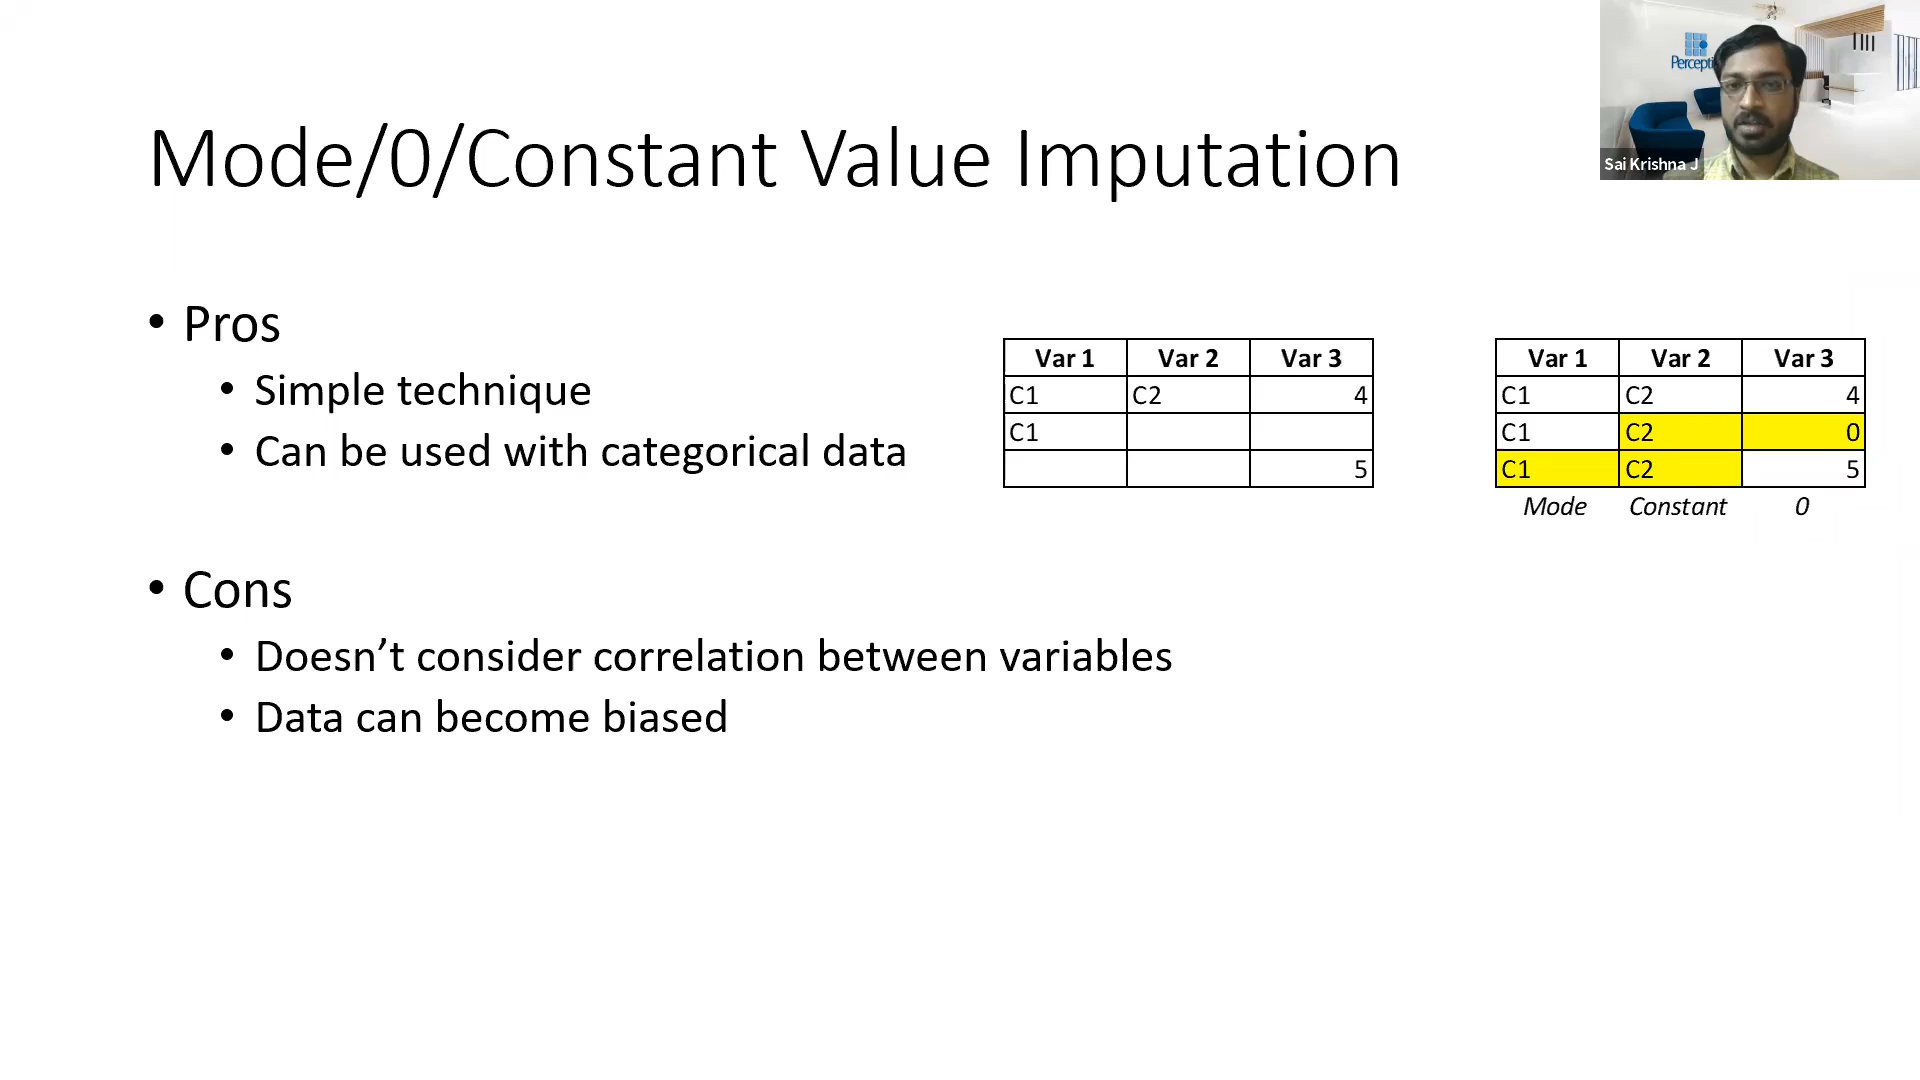 Percepti
Sai Krishna J
Mode/0/Constant Value Imputation
• Pros
• Simple technique
• Can be used with categorical data
Var 1 Var 2 Var 3
C1 C2 4
C1
5
Var 1 Var 2 Var 3
C1 C2 4
C1 C2 0
C1 C2 5
Mode Constant 0
• Cons
• Doesn’t consider correlation between variables
• Data can become biased